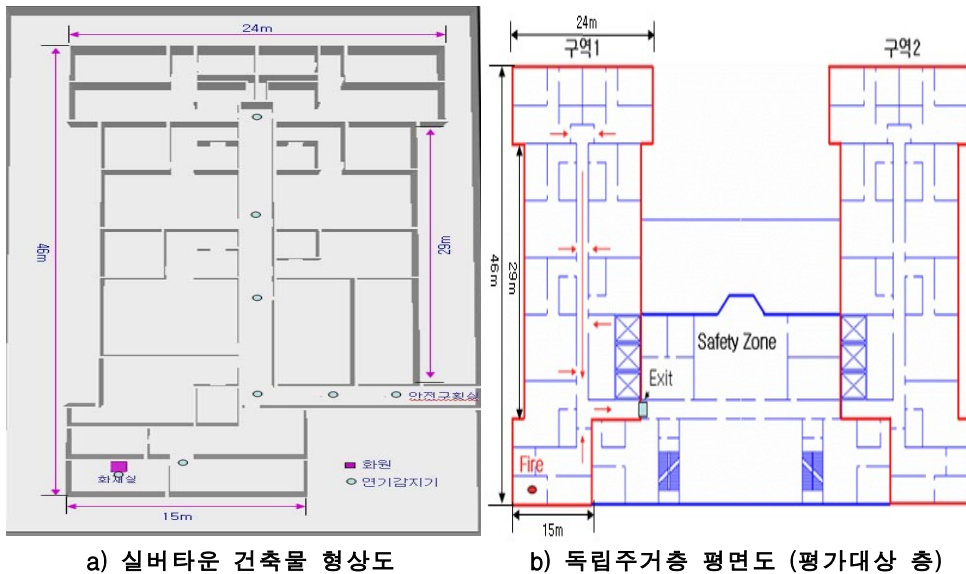 24m
46m
29m
안전구획실
화재실
화원
연기감지기
15m
a) 실버타운 건축물 형상도
24m
구역1
구역2
46m
29m
Safety Zone
Exit
Fire
15m
b) 독립주거층 평면도 (평가대상 층)